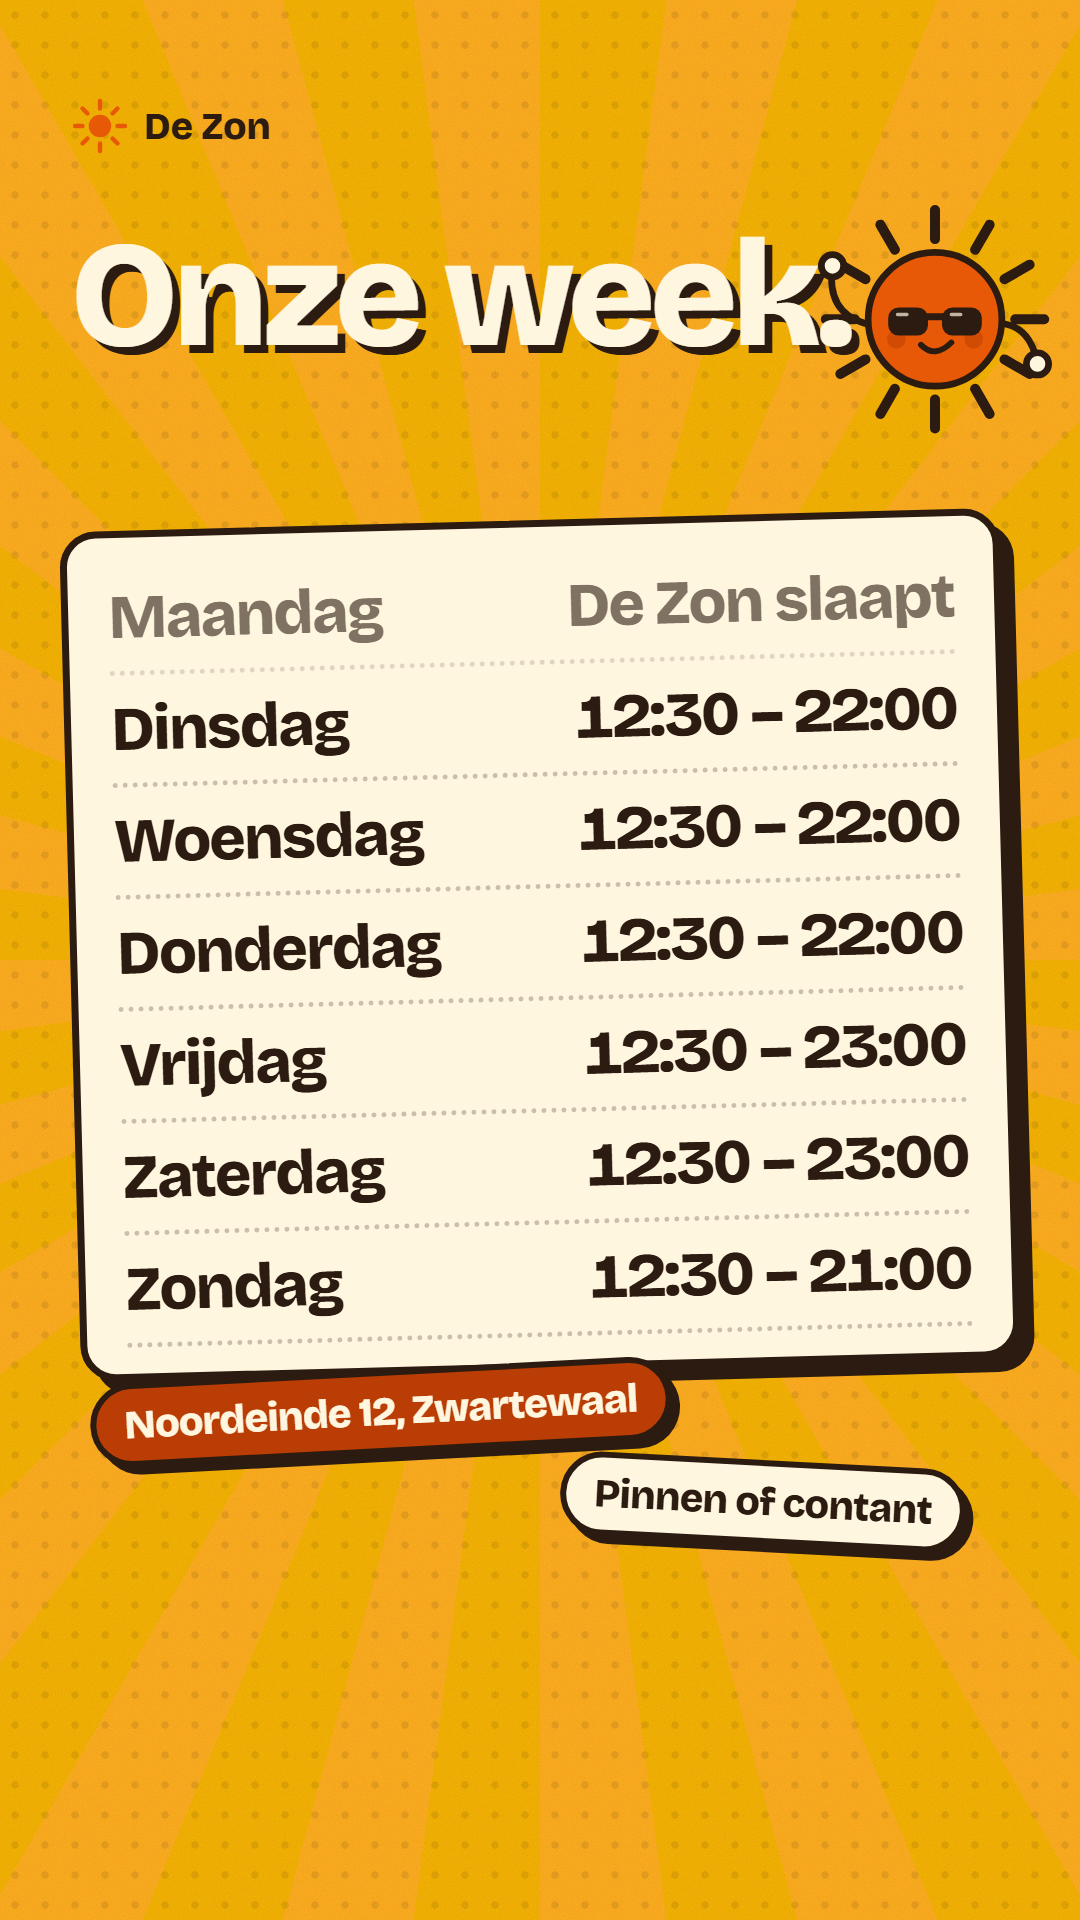 De Zon
Onze week.
Maandag De Zon slaapt
Dinsdag 12:30 – 22:00
Woensdag 12:30 – 22:00
Donderdag 12:30 – 22:00
Vrijdag 12:30 – 23:00
Zaterdag 12:30 – 23:00
Zondag 12:30 – 21:00
Noordeinde 12, Zwartewaal
Pinnen of contant